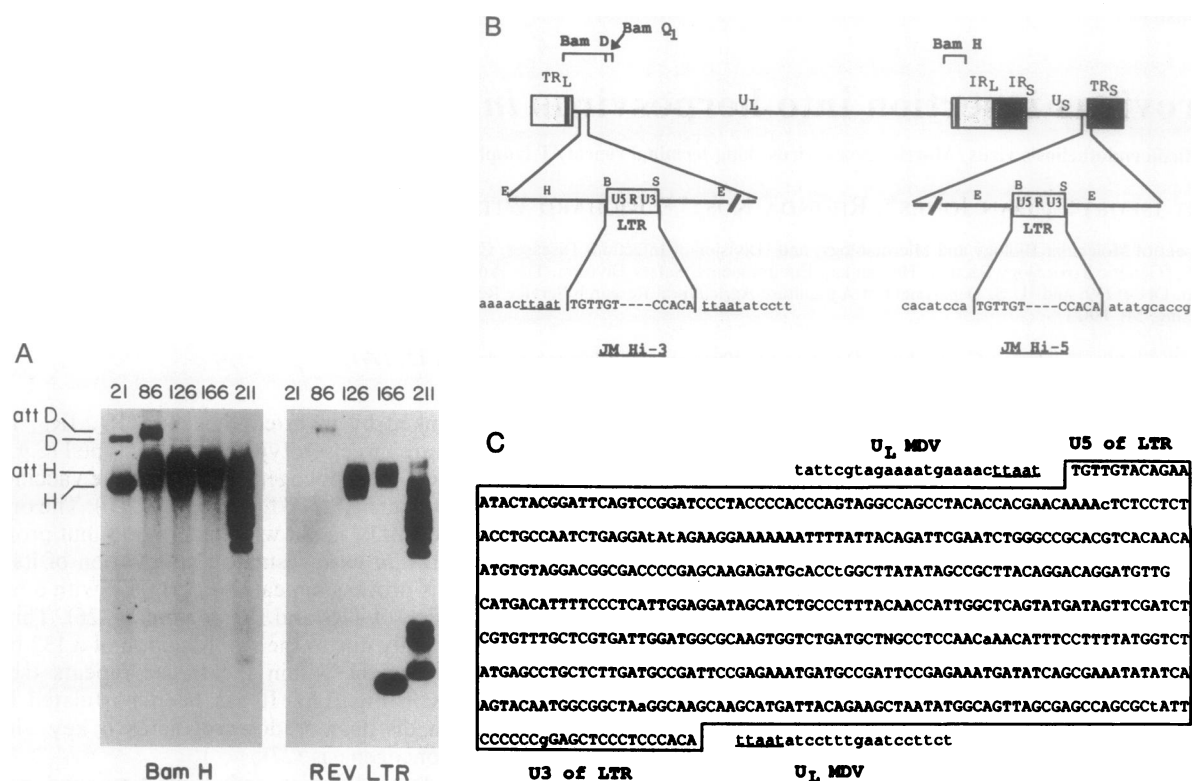 B
Bam D
Bam Q1
Bam H
TRL
UL
IRL
IRS
US
TRS
E H B S E
U5 R U3
LTR
E B S E
U5 R U3
LTR
aaaacttaat TGTTGT----CCACA ttaatatcctt
cacatcca TGTTGT----CCACA atatgcaccg
JM Hi-3
JM Hi-5
A
21 86 126 166 211
21 86 126 166 211
att D
D
att H
H
Bam H
REV LTR
C
UL MDV
U5 of LTR
tattcgtagaaaatgaaaacttaat TGTTGTACAGAA
ATACTACGGATTCAGTCCGGATCCCTACCCCACCCAGTAGGCCAGCCTACACCACGAACAAAAcTCTCCTCT
ACCTGCCAATCTGAGGAtAtAGAAGGAAAAAAATTTTATTACAGATTCGAATCTGGGCCGCACGTCACAACA
ATGTGTAGGACGGCGACCCCGAGCAAGAGATGcACCtGGCTTATATAGCCGCTTACAGGACAGGATGTTG
CATGACATTTTCCCTCATTGGAGGATAGCATCTGCCCTTTACAACCATTGGCTCAGTATGATAGTTCGATCT
CGTGTTTGCTCGTGATTGGATGGCGCAAGTGGTCTGATGCTNGCCTCCAACaAACATTTCCTTTTATGGTCT
ATGAGCCTGCTCTTGATGCCGATTCCGAGAAATGATGCCGATTCCGAGAAATGATATCAGCGAAATATATCA
AGTACAATGGCGGCTAaGGCAAGCAAGCATGATTACAGAAGCTAATATGGCAGTTAGCGAGCCAGCGCtATT
CCCCCCCgGAGCTCCCTCCCACA ttaatatcctttgaatccttct
U3 of LTR
UL MDV